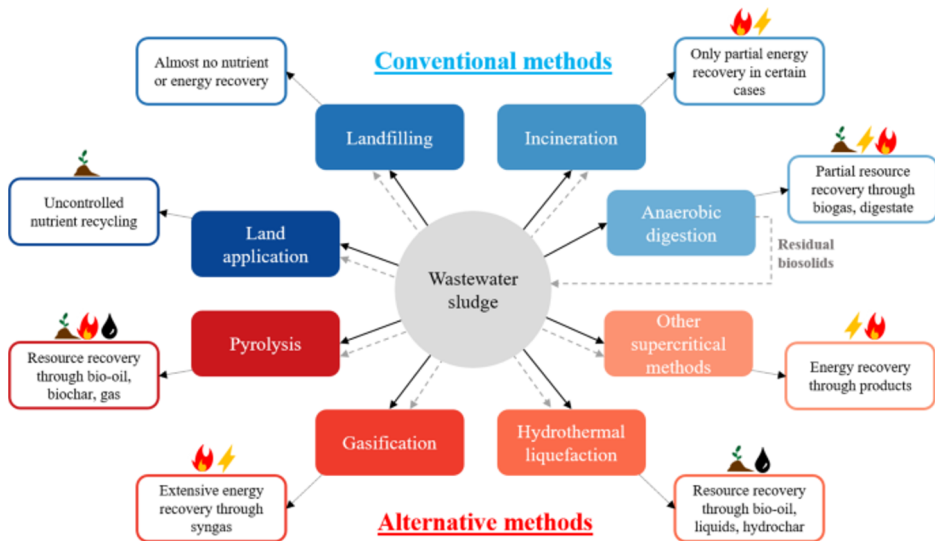 Conventional methods
Almost no nutrient
or energy recovery
Only partial energy
recovery in certain
cases
Landfilling
Incineration
Uncontrolled
nutrient recycling
Land
application
Anaerobic
digestion
Partial resource
recovery through
biogas, digestate
Residual
biosolids
Wastewater
sludge
Resource recovery
through bio-oil,
biochar, gas
Pyrolysis
Other
supercritical
methods
Energy recovery
through products
Gasification
Hydrothermal
liquefaction
Extensive energy
recovery through
syngas
Resource recovery
through bio-oil,
liquids, hydrochar
Alternative methods